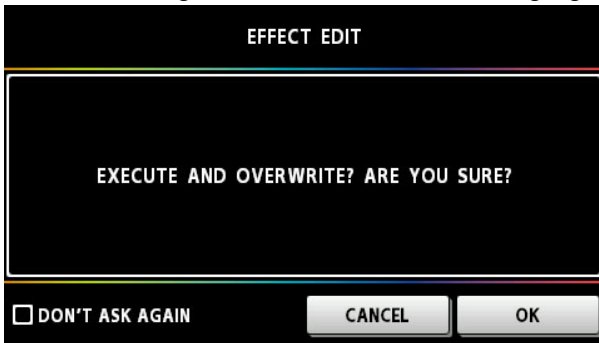 EFFECT EDIT
EXECUTE AND OVERWRITE? ARE YOU SURE?
DON'T ASK AGAIN
CANCEL
OK